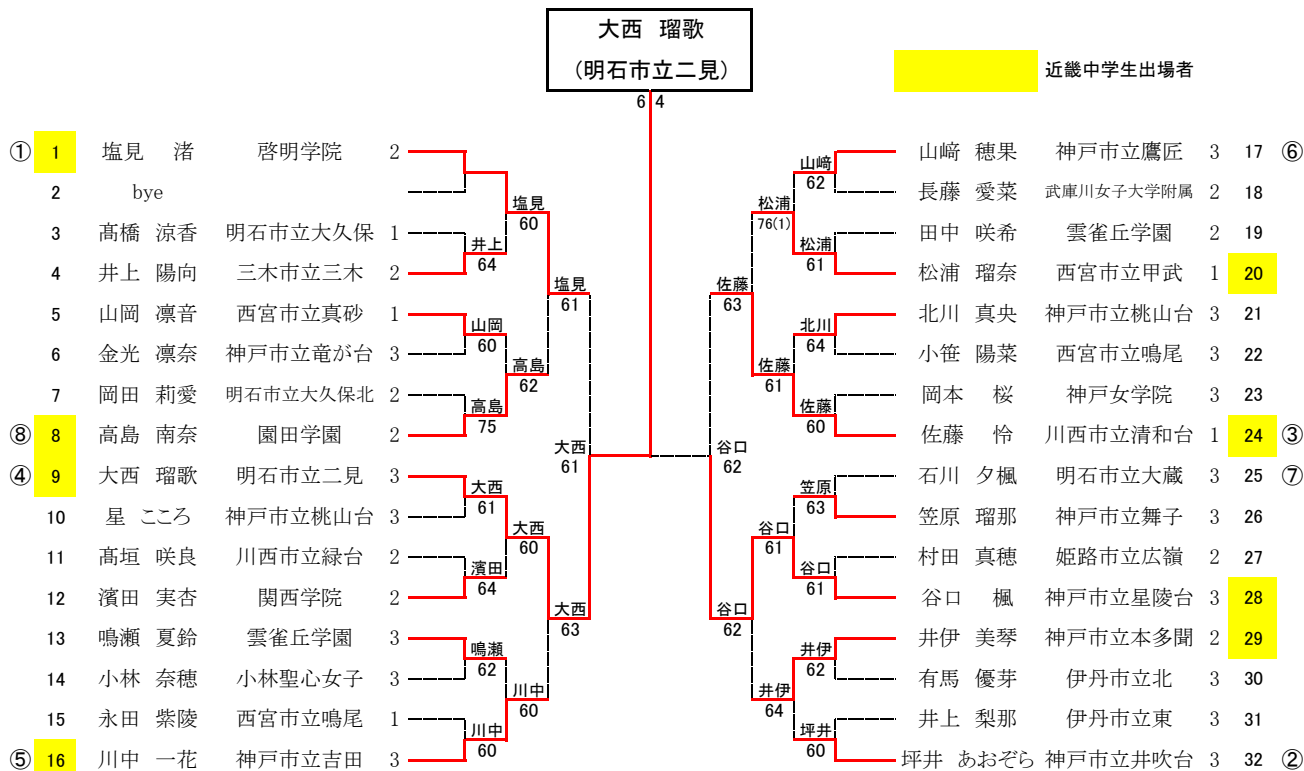 大西 瑠歌
(明石市立二見)
近畿中学生出場者
6 4
① 1 塩見 渚 啓明学院 2
2 bye
塩見
60
3 髙橋 涼香 明石市立大久保 1
井上
64
4 井上 陽向 三木市立三木 2
塩見
61
5 山岡 凛音 西宮市立真砂 1
山岡
60
6 金光 凛奈 神戸市立竜が台 3
高島
62
7 岡田 莉愛 明石市立大久保北 2
高島
75
⑧ 8 高島 南奈 園田学園 2
大西
61
④ 9 大西 瑠歌 明石市立二見 3
大西
61
10 星 こころ 神戸市立桃山台 3
大西
60
11 髙垣 咲良 川西市立緑台 2
濱田
64
12 濱田 実杏 関西学院 2
大西
63
13 鳴瀬 夏鈴 雲雀丘学園 3
鳴瀬
62
14 小林 奈穂 小林聖心女子 3
川中
60
15 永田 紫陵 西宮市立鳴尾 1
川中
60
⑤ 16 川中 一花 神戸市立吉田 3
山﨑 穂果 神戸市立鷹匠 3 17 ⑥
山﨑
62
長藤 愛菜 武庫川女子大学附属 2 18
松浦
76(1)
田中 咲希 雲雀丘学園 2 19
松浦
61
松浦 瑠奈 西宮市立甲武 1 20
佐藤
63
北川 真央 神戸市立桃山台 3 21
北川
64
小笹 陽菜 西宮市立鳴尾 3 22
佐藤
61
岡本 桜 神戸女学院 3 23
佐藤
60
佐藤 怜 川西市立清和台 1 24 ③
谷口
62
石川 夕楓 明石市立大蔵 3 25 ⑦
笠原
63
笠原 瑠那 神戸市立舞子 3 26
谷口
61
村田 真穂 姫路市立広嶺 2 27
谷口
61
谷口 楓 神戸市立星陵台 3 28
谷口
62
井伊 美琴 神戸市立本多聞 2 29
井伊
62
有馬 優芽 伊丹市立北 3 30
井伊
64
井上 梨那 伊丹市立東 3 31
坪井
60
坪井 あおぞら 神戸市立井吹台 3 32 ②